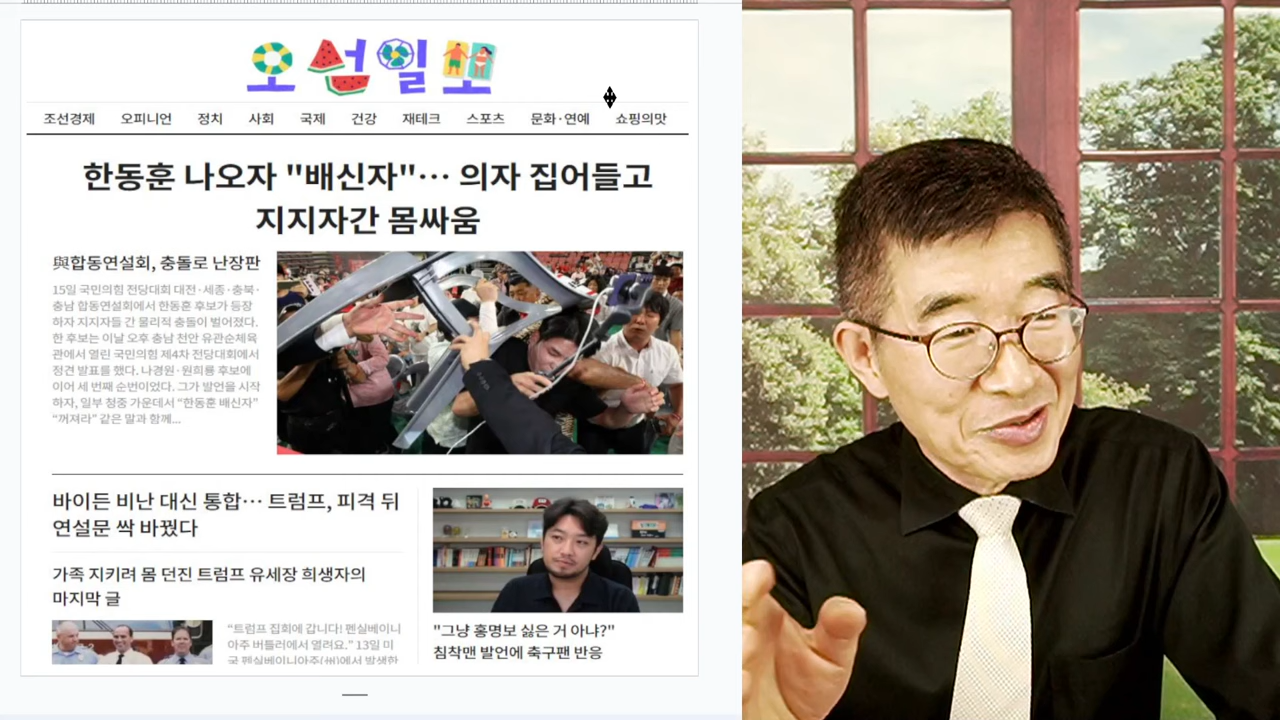 오선일보
조선경제 오피니언 정치 사회 국제 건강 재테크 스포츠 문화·연예 쇼핑의맛
한동훈 나오자 "배신자"… 의자 집어들고
지지자간 몸싸움
與합동연설회, 충돌로 난장판
15일 국민의힘 전당대회 대전·세종·충북·
충남 합동연설회에서 한동훈 후보가 등장
하자 지지자들 간 물리적 충돌이 벌어졌다.
한 후보는 이날 오후 충남 천안 유관순체육
관에서 열린 국민의힘 제4차 전당대회에서
정견 발표를 했다. 나경원·원희룡 후보에
이어 세 번째 순번이었다. 그가 발언을 시작
하자, 일부 청중 가운데서 “한동훈 배신자”
“꺼져라” 같은 말과 함께...
바이든 비난 대신 통합… 트럼프, 피격 뒤
연설문 싹 바꿨다
가족 지키려 몸 던진 트럼프 유세장 희생자의
마지막 글
“트럼프 집회에 갑니다! 펜실베이니
아주 버틀러에서 열려요.” 13일 미
국 펜실베이니아주(州)에서 발생한
"그냥 홍명보 싫은 거 아냐?"
침착맨 발언에 축구팬 반응